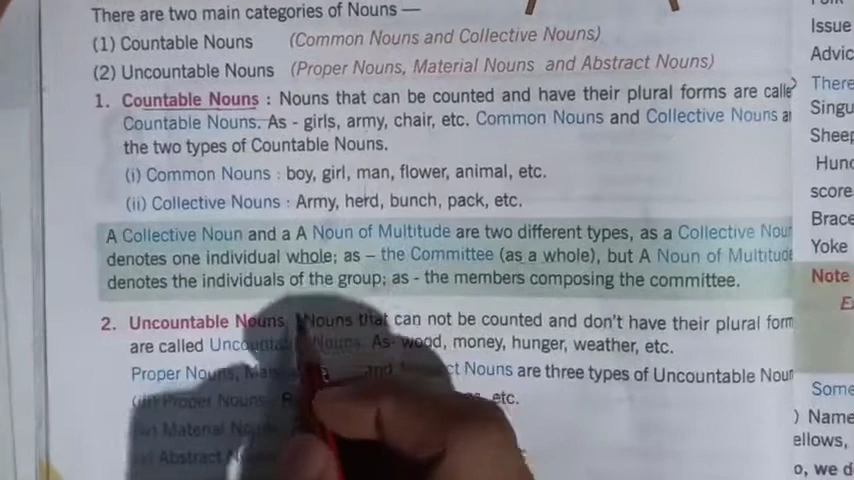 There are two main categories of Nouns —
(1) Countable Nouns (Common Nouns and Collective Nouns)
(2) Uncountable Nouns (Proper Nouns, Material Nouns and Abstract Nouns)
1. Countable Nouns : Nouns that can be counted and have their plural forms are calle
Countable Nouns. As - girls, army, chair, etc. Common Nouns and Collective Nouns a
the two types of Countable Nouns.
(i) Common Nouns : boy, girl, man, flower, animal, etc.
(ii) Collective Nouns : Army, herd, bunch, pack, etc.
A Collective Noun and a A Noun of Multitude are two different types, as a Collective Noun
denotes one individual whole; as – the Committee (as a whole), but A Noun of Multitude
denotes the individuals of the group; as - the members composing the committee.
2. Uncountable Nouns Nouns that can not be counted and don't have their plural form
are called Nouns. As- wood, money, hunger, weather, etc.
Proper Nouns, and Nouns are three types of Uncountable Noun
Proper Nouns etc.
Material
Abstract
Issue
Advic
There
Singu
Sheep
Hund
score
Brace
Yoke
Note
Some
) Name
ellows,
o, we d